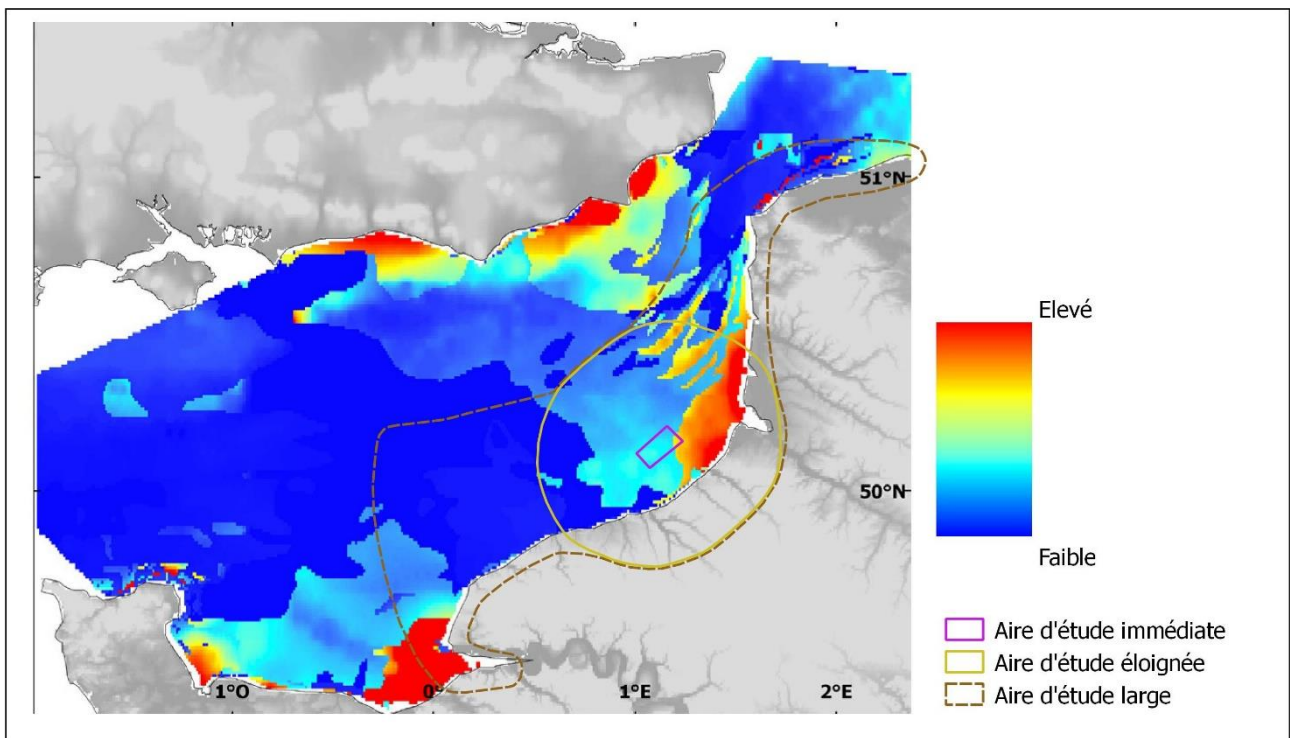 51°N
50°N
1°O
0°
1°E
2°E
Elevé
Faible
Aire d'étude immédiate
Aire d'étude éloignée
Aire d'étude large